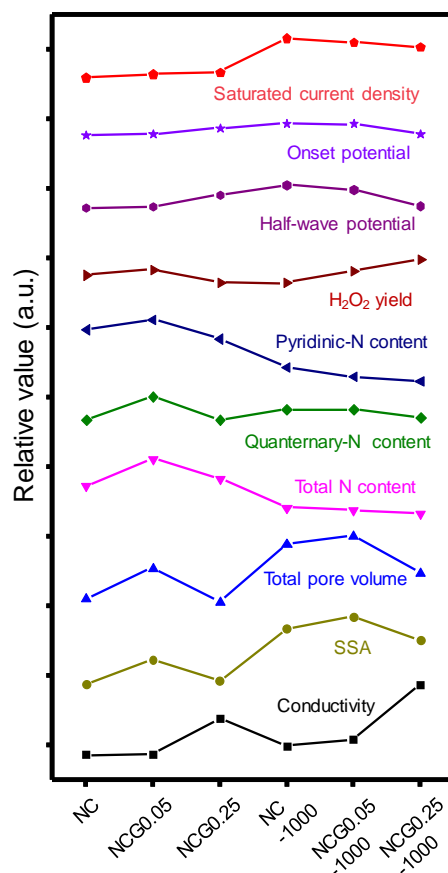 Saturated current density
Onset potential
Half-wave potential
H₂O₂ yield
Pyridinic-N content
Quanternary-N content
Total N content
Total pore volume
SSA
Conductivity
Relative value (a.u.)
NC
NCG0.05
NCG0.25
NC
-1000
NCG0.05
-1000
NCG0.25
-1000